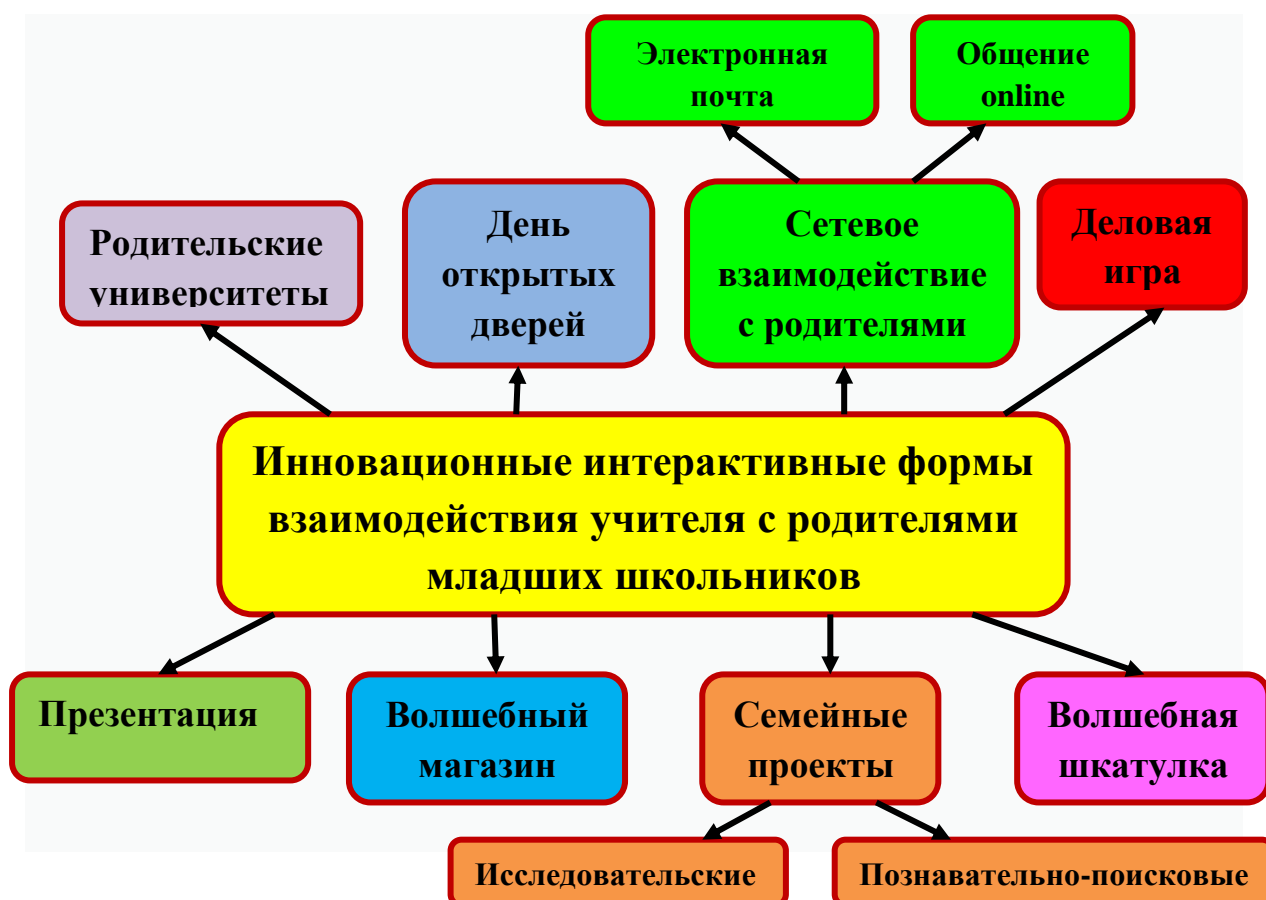 Электронная
почта
Общение
online
Родительские
университеты
День
открытых
дверей
Сетевое
взаимодействие
с родителями
Деловая
игра
Инновационные интерактивные формы
взаимодействия учителя с родителями
младших школьников
Презентация
Волшебный
магазин
Семейные
проекты
Волшебная
шкатулка
Исследовательские
Познавательно-поисковые